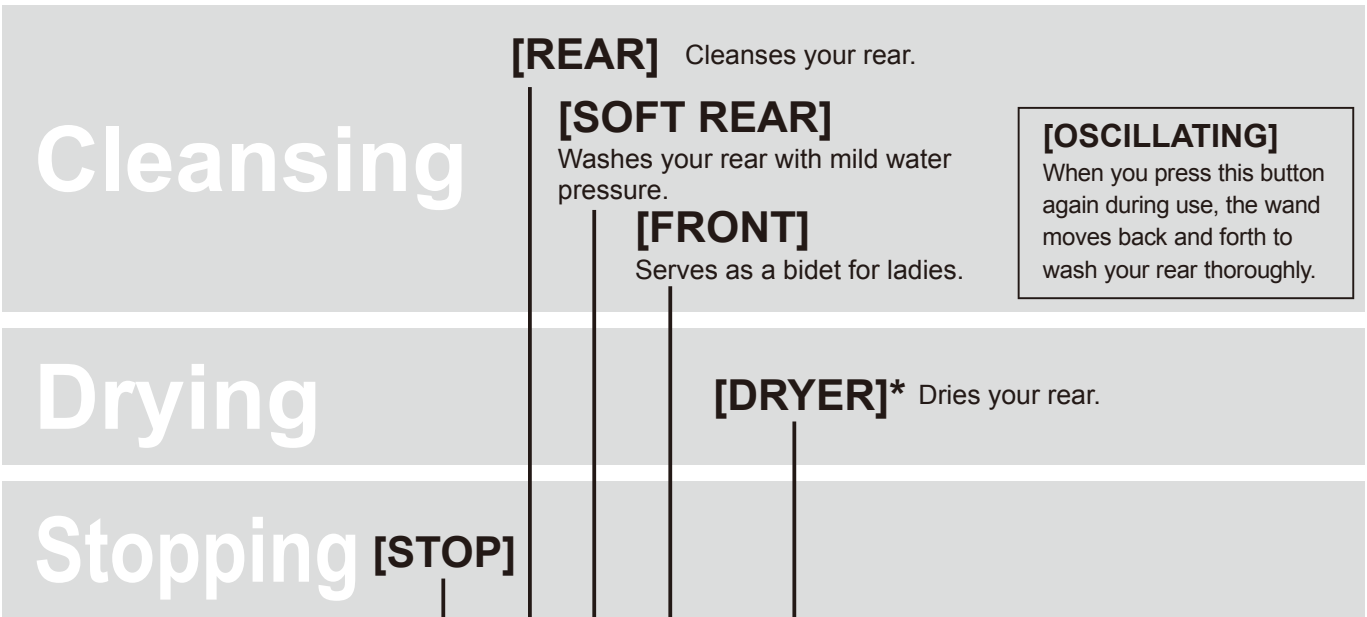 Cleansing
[REAR] Cleanses your rear.
[SOFT REAR]
Washes your rear with mild water
pressure.
[FRONT]
Serves as a bidet for ladies.
[OSCILLATING]
When you press this button
again during use, the wand
moves back and forth to
wash your rear thoroughly.
Drying
[DRYER]* Dries your rear.
Stopping
[STOP]